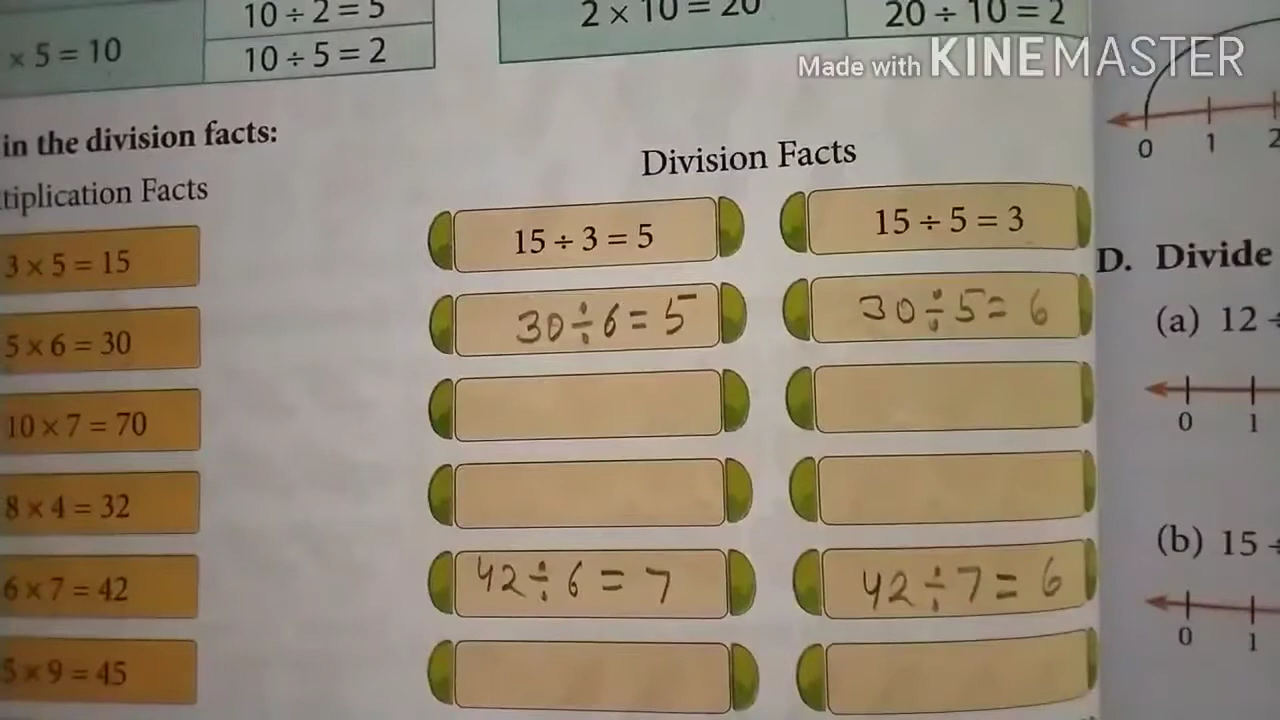 10 ÷ 2 = 5
2 × 10 = 20
20 ÷ 10 = 2
× 5 = 10
10 ÷ 5 = 2
Made with KINEMASTER
0 1 2
in the division facts:
tiplication Facts
Division Facts
3 × 5 = 15
15 ÷ 3 = 5
15 ÷ 5 = 3
5 × 6 = 30
30 ÷ 6 = 5
30 ÷ 5 = 6
10 × 7 = 70
8 × 4 = 32
6 × 7 = 42
42 ÷ 6 = 7
42 ÷ 7 = 6
5 × 9 = 45
D. Divide
(a) 12 ÷
0 1
(b) 15 ÷
0 1